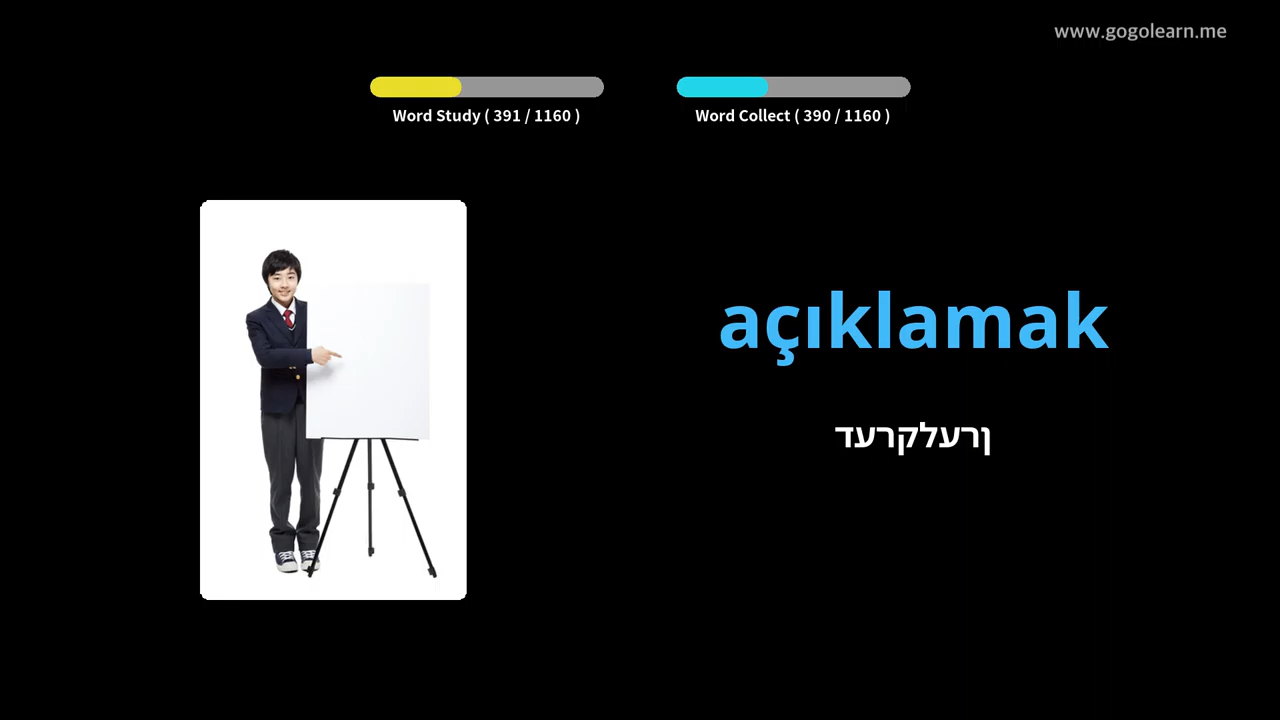 www.gogolearn.me
Word Study ( 391 / 1160 )
Word Collect ( 390 / 1160 )
açıklamak
דערקלערן